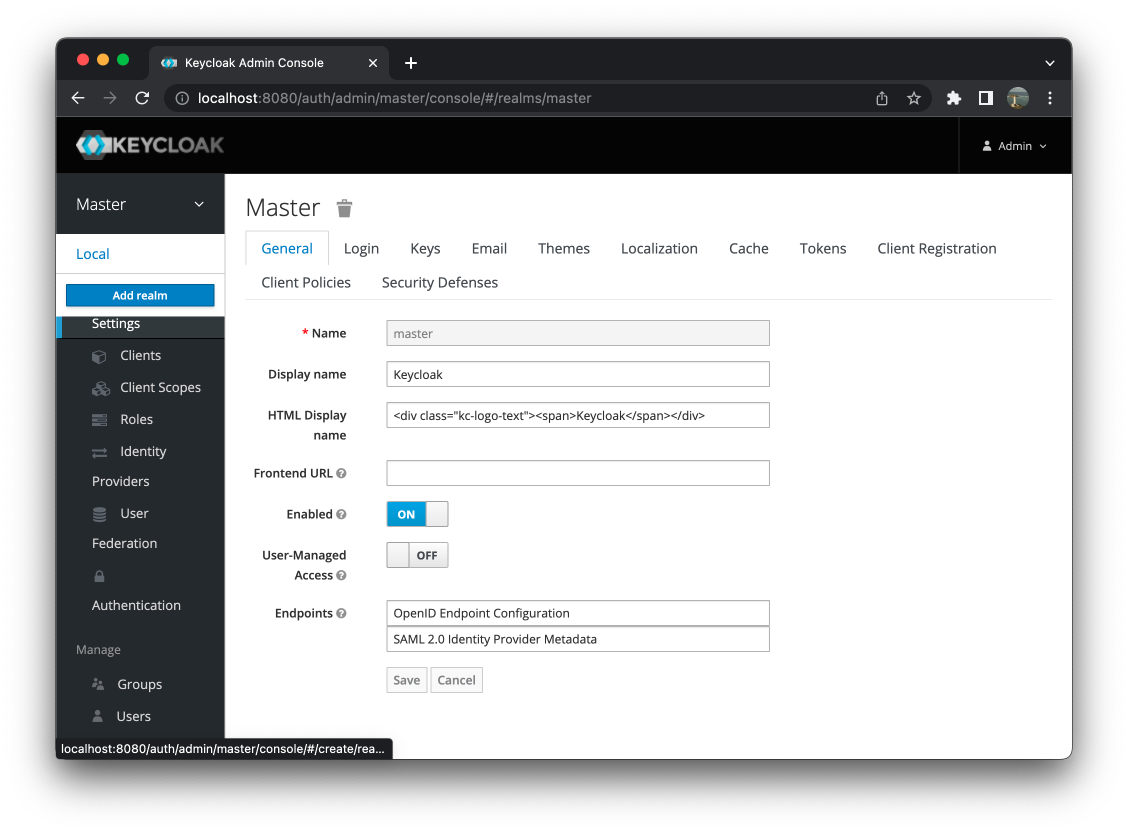 Keycloak Admin Console
localhost:8080/auth/admin/master/console/#/realms/master
KEYCLOAK
Admin
Master
Local
Add realm
Settings
Clients
Client Scopes
Roles
Identity
Providers
User
Federation
Authentication
Manage
Groups
Users
Master
General Login Keys Email Themes Localization Cache Tokens Client Registration
Client Policies Security Defenses
* Name master
Display name Keycloak
HTML Display
name
<div class="kc-logo-text"><span>Keycloak</span></div>
Frontend URL
Enabled ON
User-Managed
Access
OFF
Endpoints OpenID Endpoint Configuration
SAML 2.0 Identity Provider Metadata
Save Cancel
localhost:8080/auth/admin/master/console/#/create/rea...